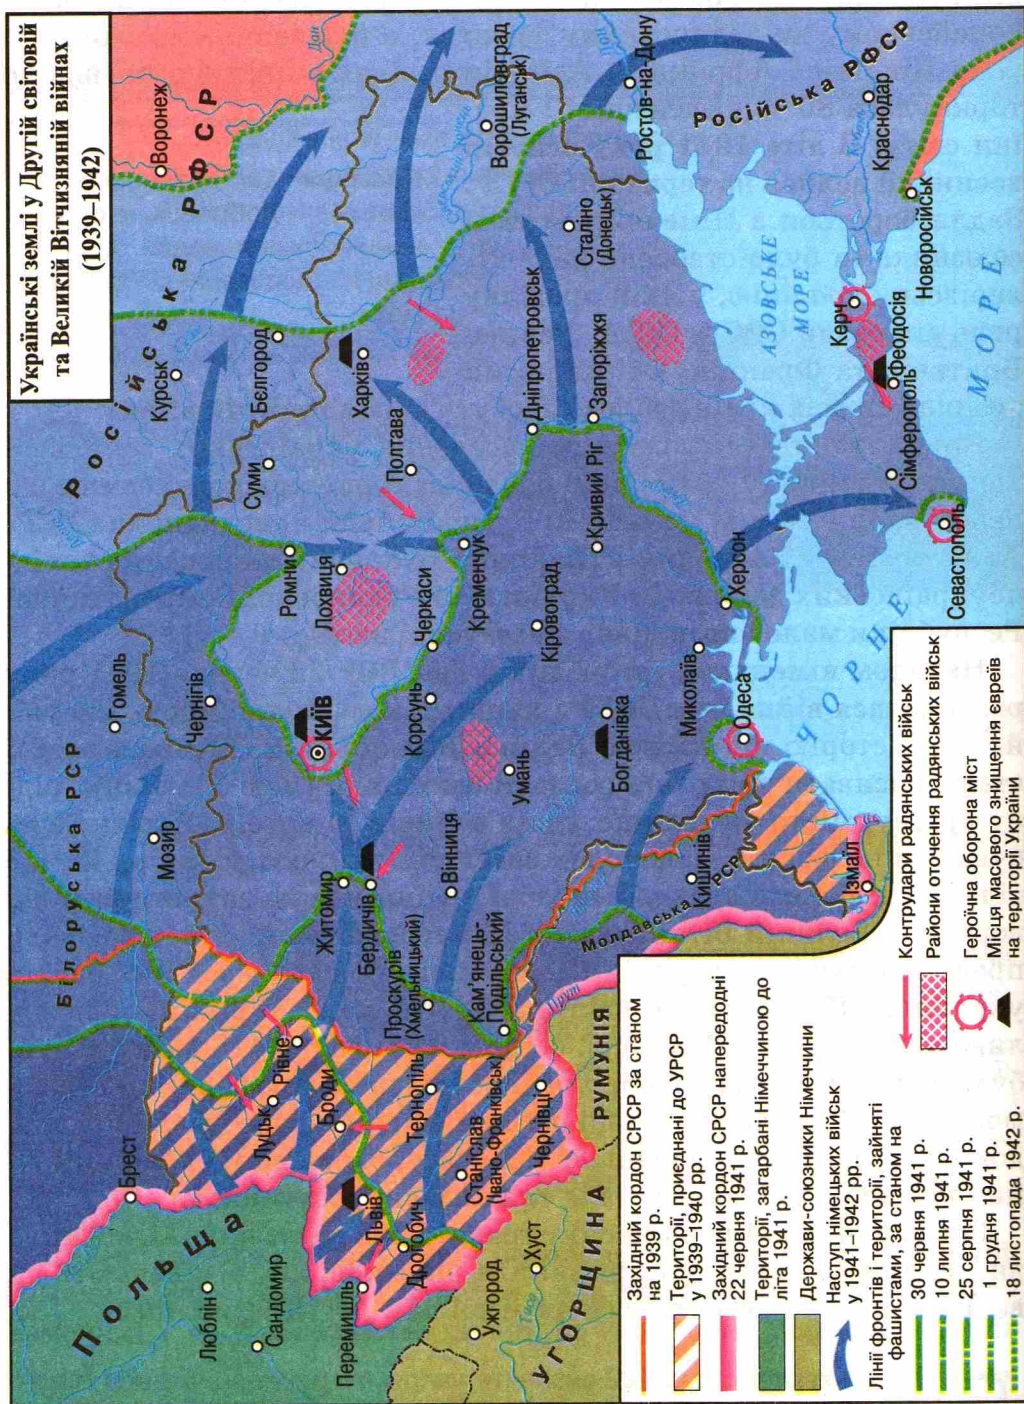 Українські землі у Другій світовій
та Великій Вітчизняній війнах
(1939–1942)
Російська РФСР
Воронеж
Дон
Курськ
Бєлгород
Суми
Харків
Полтава
Ворошиловград
(Луганськ)
Сталіно
(Донецьк)
Ростов-на-Дону
Дон
Російська РФСР
Краснодар
Кубань
Новоросійськ
АЗОВСЬКЕ
МОРЕ
Керч
Феодосія
Сімферополь
Севастополь
ЧОРНЕ
МОРЕ
Дніпропетровськ
Запоріжжя
Кривий Ріг
Херсон
Миколаїв
Одеса
Кіровоград
Кременчук
Черкаси
Лохвиця
Ромни
Гомель
Чернігів
КИЇВ
Корсунь
Умань
Богданівка
Білоруська РСР
Мозир
Житомир
Бердичів
Вінниця
Проскурів
(Хмельницький)
Кам'янець-
Подільський
Молдавська РСР
Кишинів
Ізмаїл
Прут
Брест
Луцьк
Рівне
Броди
Львів
Тернопіль
Дрогобич
Станіслав
(Івано-Франківськ)
Чернівці
Польща
Люблін
Сандомир
Перемишль
Ужгород
Хуст
Тиса
УГОРЩИНА
РУМУНІЯ
Західний кордон СРСР за станом
на 1939 р.
Території, приєднані до УРСР
у 1939–1940 рр.
Західний кордон СРСР напередодні
22 червня 1941 р.
Території, загарбані Німеччиною до
літа 1941 р.
Держави-союзники Німеччини
Наступ німецьких військ
у 1941–1942 рр.
Лінії фронтів і території, зайняті
фашистами, за станом на
30 червня 1941 р.
10 липня 1941 р.
25 серпня 1941 р.
1 грудня 1941 р.
18 листопада 1942 р.
Контрудари радянських військ
Райони оточення радянських військ
Героїчна оборона міст
Місця масового знищення євреїв
на території України